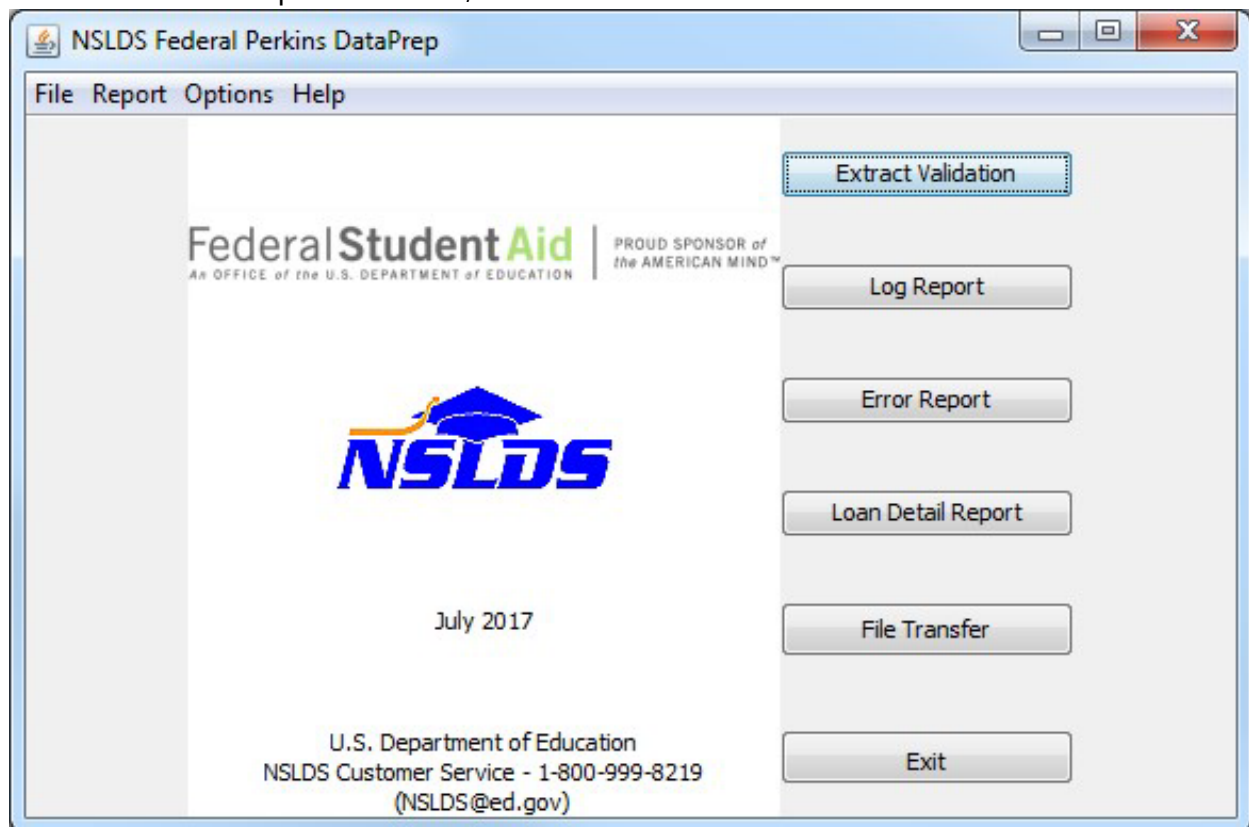 NSLDS Federal Perkins DataPrep
File Report Options Help
Extract Validation
Federal Student Aid
An OFFICE of the U.S. DEPARTMENT of EDUCATION
PROUD SPONSOR of
the AMERICAN MIND™
Log Report
Error Report
NSLDS
Loan Detail Report
July 2017
File Transfer
U.S. Department of Education
NSLDS Customer Service - 1-800-999-8219
(NSLDS@ed.gov)
Exit